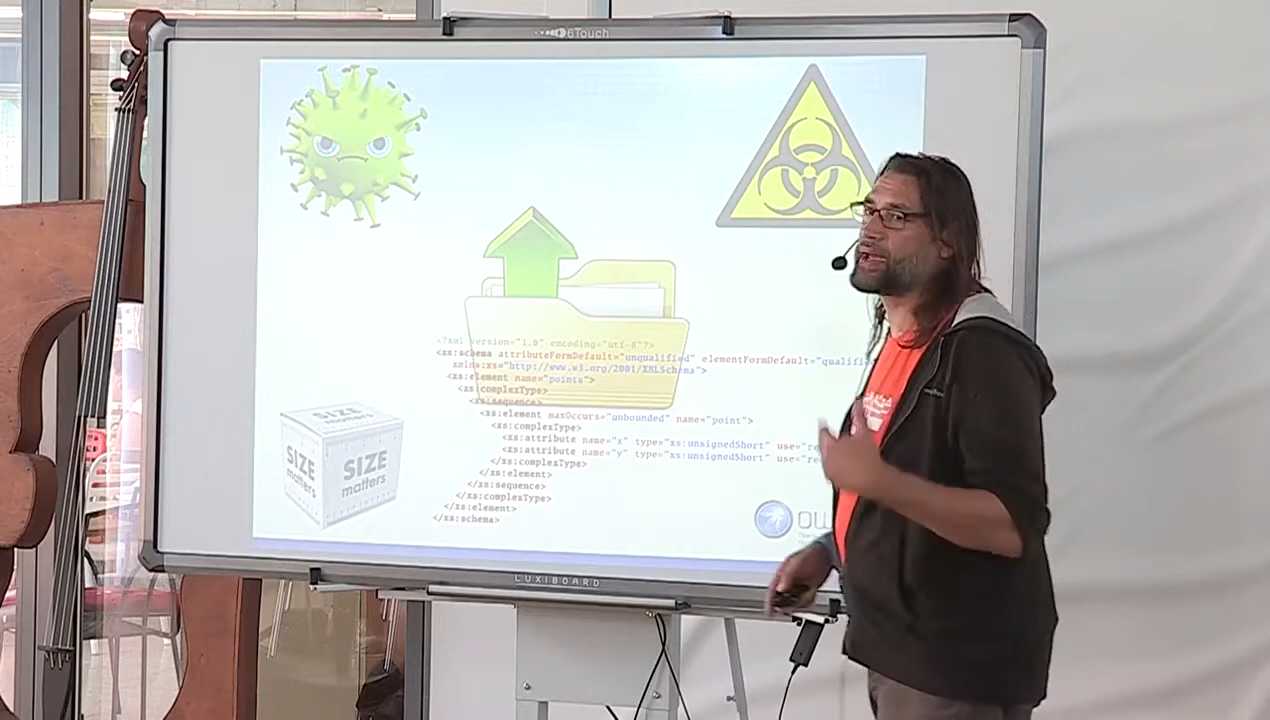 6Touch
<?xml version="1.0" encoding="utf-8"?>
<xs:schema attributeFormDefault="unqualified" elementFormDefault="qualifi
xmlns:xs="http://www.w3.org/2001/XMLSchema">
<xs:element name="points">
<xs:complexType>
<xs:sequence>
<xs:element maxOccurs="unbounded" name="point">
<xs:complexType>
<xs:attribute name="x" type="xs:unsignedShort" use="re
<xs:attribute name="y" type="xs:unsignedShort" use="re
</xs:complexType>
</xs:element>
</xs:sequence>
</xs:complexType>
</xs:element>
</xs:schema>
SIZE
matters
SIZE
matters
SIZE
matters
OW
LUXIBOARD